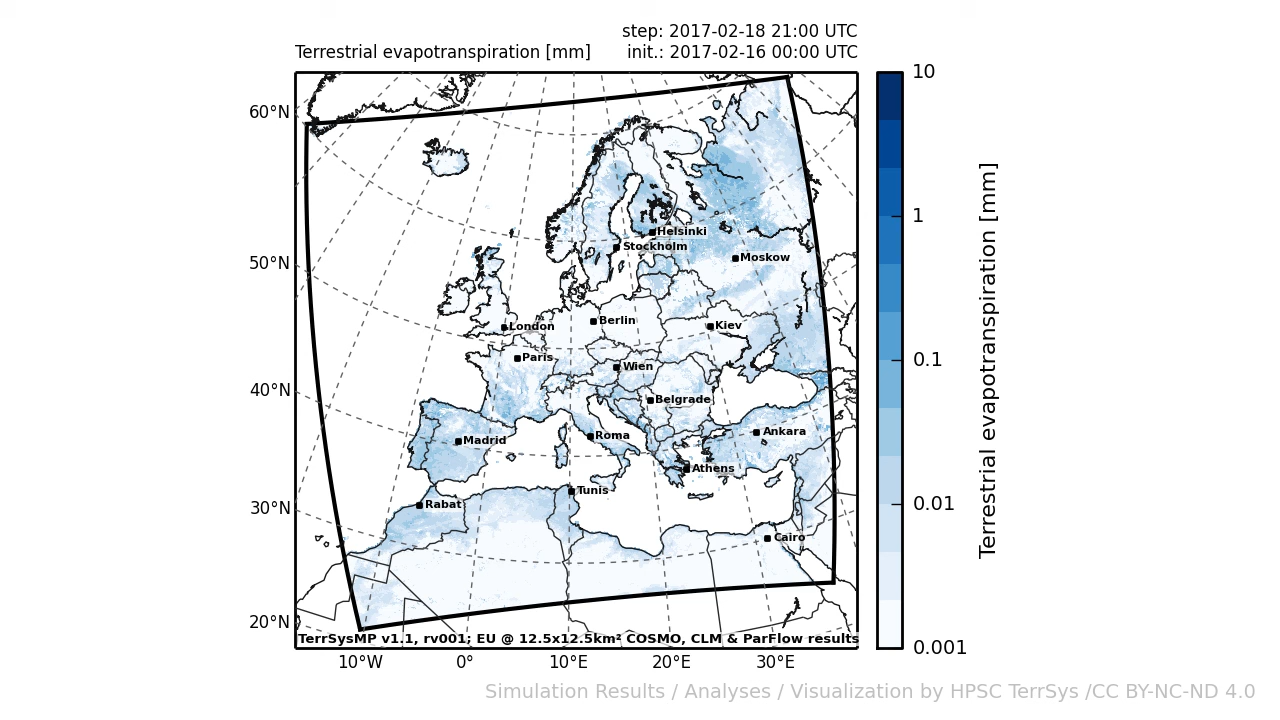 step: 2017-02-18 21:00 UTC
Terrestrial evapotranspiration [mm] init.: 2017-02-16 00:00 UTC
10
60°N
Helsinki
Stockholm
1
Moskow
50°N
Berlin
Kiev
London
Paris
0.1
Wien
40°N
Belgrade
Ankara
Roma
Madrid
Athens
Tunis
0.01
Rabat
30°N
Cairo
20°N
TerrSysMP v1.1, rv001; EU @ 12.5x12.5km² COSMO, CLM & ParFlow results
0.001
10°W 0° 10°E 20°E 30°E
Terrestrial evapotranspiration [mm]
Simulation Results / Analyses / Visualization by HPSC TerrSys /CC BY-NC-ND 4.0